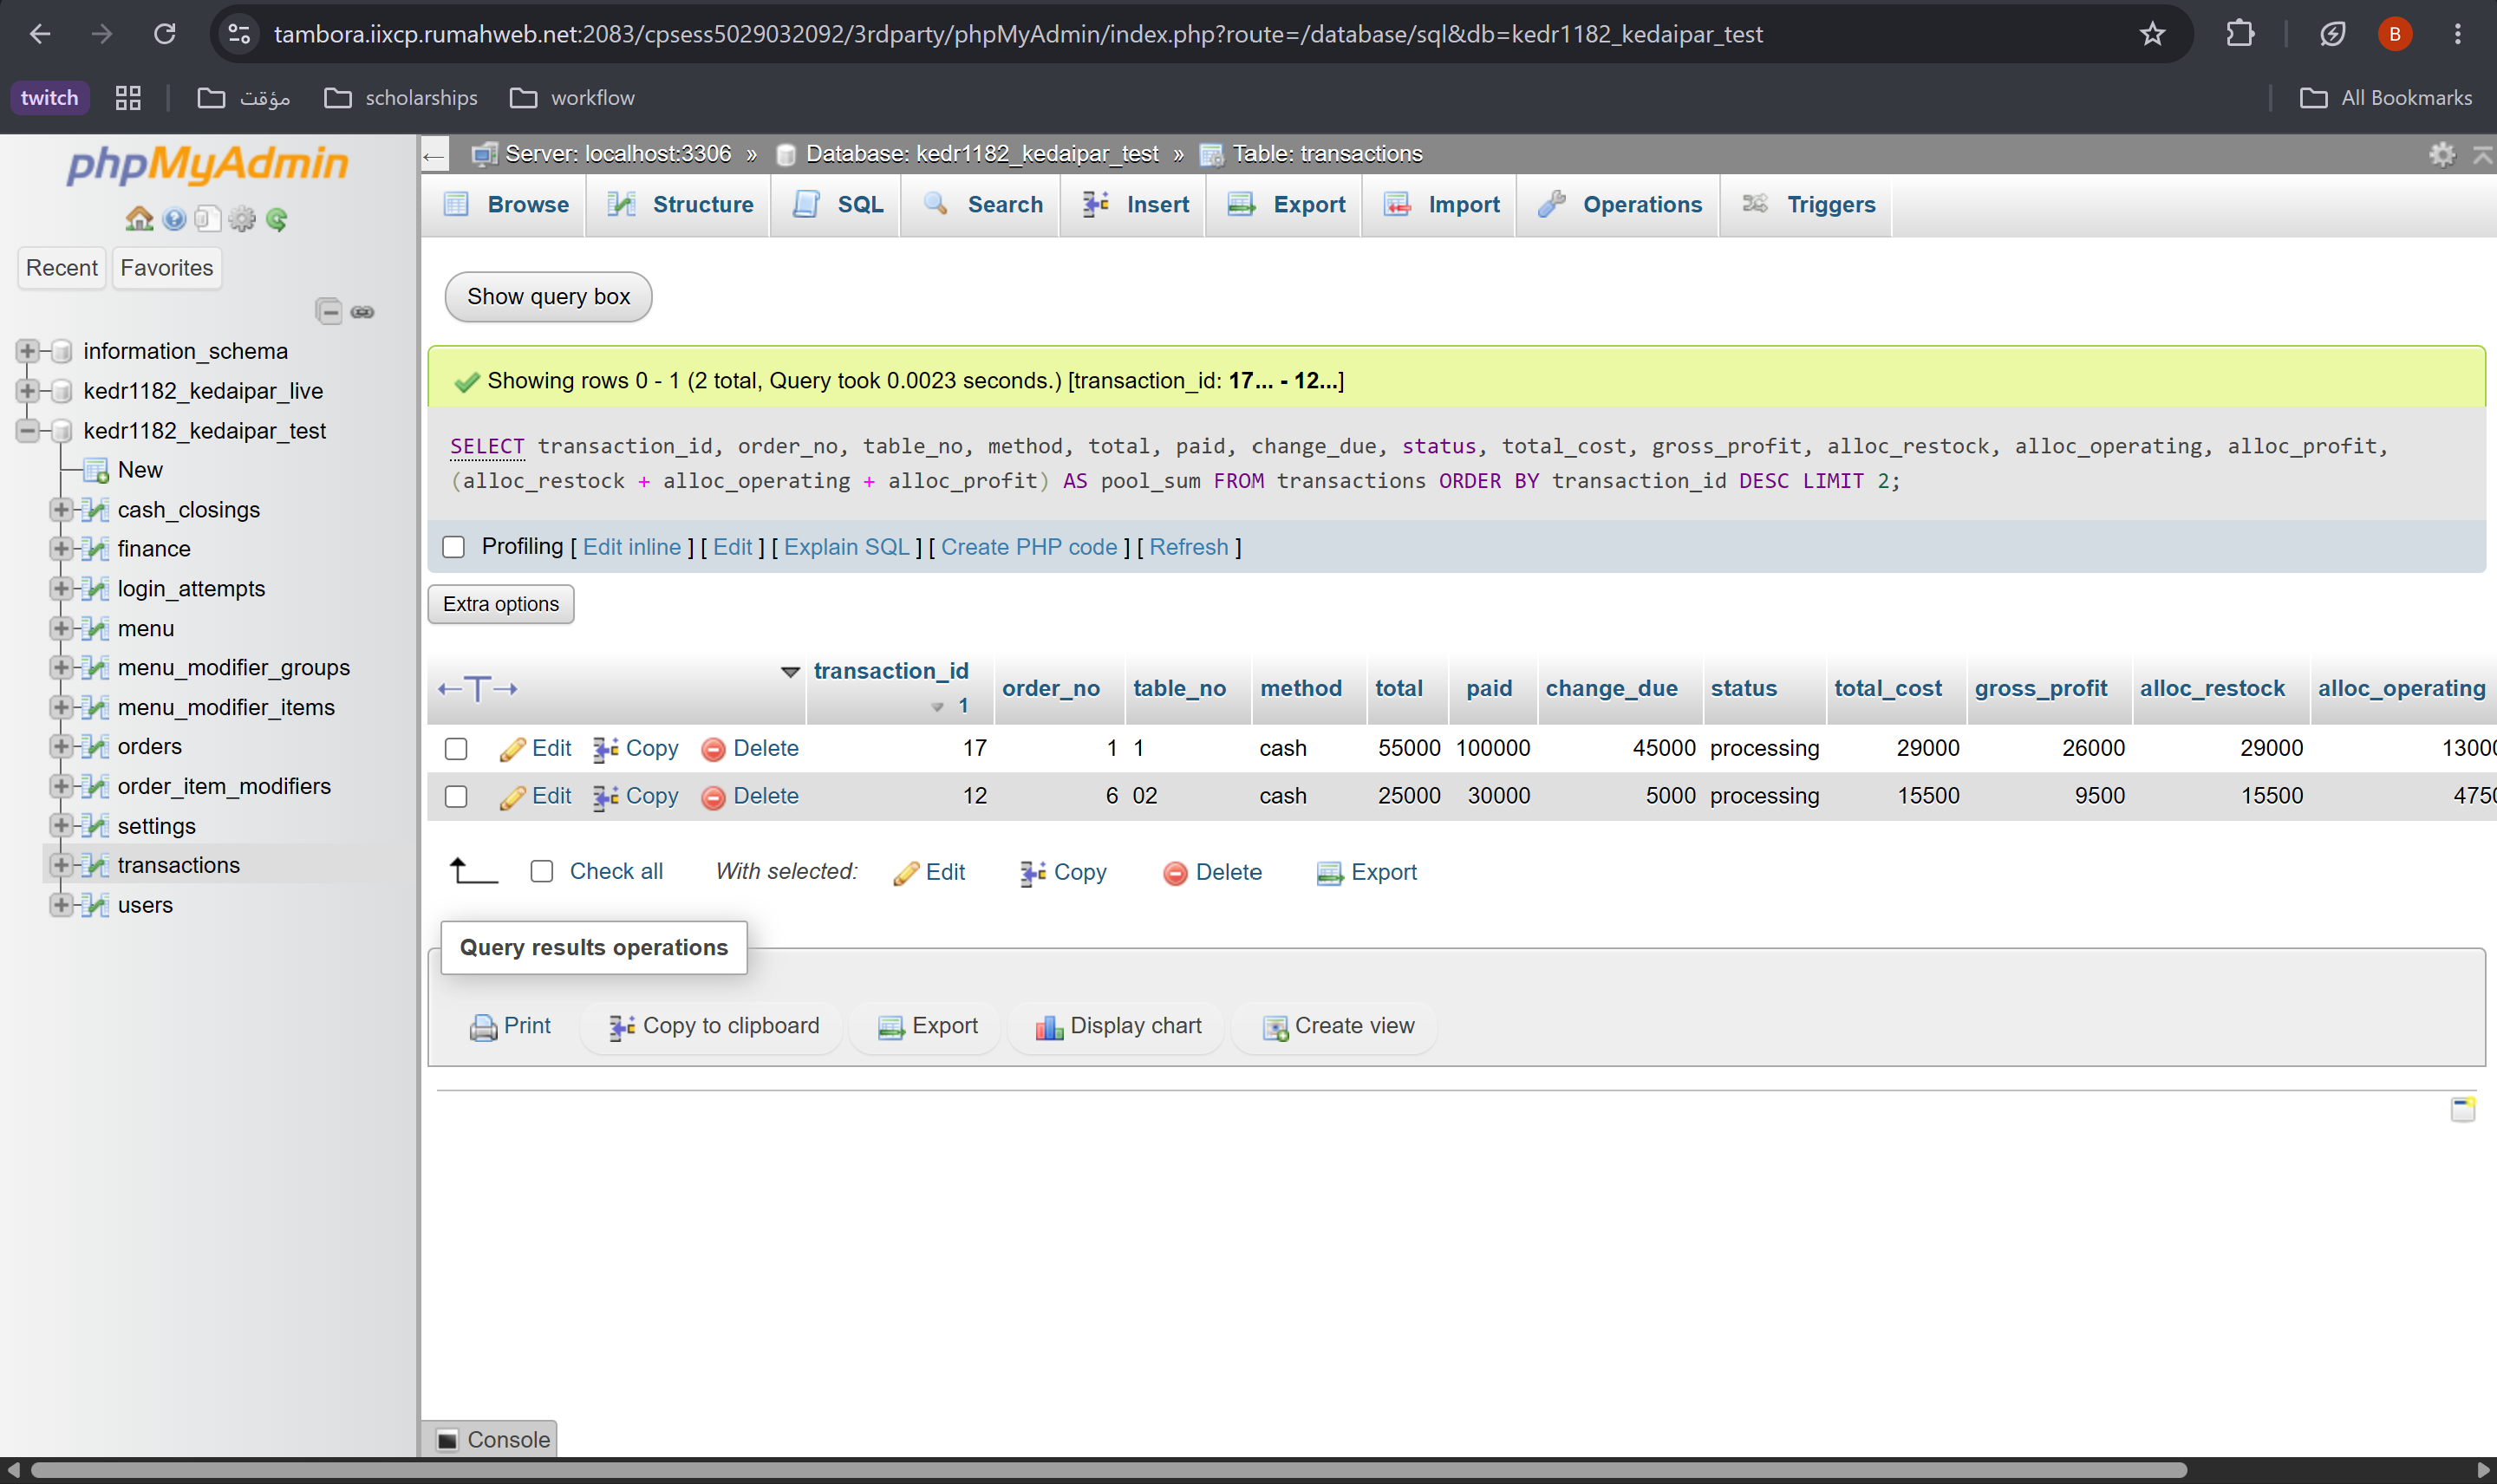 tambora.iixcp.rumahweb.net:2083/cpsess5029032092/3rdparty/phpMyAdmin/index.php?route=/database/sql&db=kedr1182_kedaipar_test
B
twitch
مؤقت
scholarships
workflow
All Bookmarks
phpMyAdmin
Recent
Favorites
information_schema
kedr1182_kedaipar_live
kedr1182_kedaipar_test
New
cash_closings
finance
login_attempts
menu
menu_modifier_groups
menu_modifier_items
orders
order_item_modifiers
settings
transactions
users
Server: localhost:3306 » Database: kedr1182_kedaipar_test » Table: transactions
Browse Structure SQL Search Insert Export Import Operations Triggers
Show query box
Showing rows 0 - 1 (2 total, Query took 0.0023 seconds.) [transaction_id: 17... - 12...]
SELECT transaction_id, order_no, table_no, method, total, paid, change_due, status, total_cost, gross_profit, alloc_restock, alloc_operating, alloc_profit,
(alloc_restock + alloc_operating + alloc_profit) AS pool_sum FROM transactions ORDER BY transaction_id DESC LIMIT 2;
Profiling [ Edit inline ] [ Edit ] [ Explain SQL ] [ Create PHP code ] [ Refresh ]
Extra options
transaction_id 1 order_no table_no method total paid change_due status total_cost gross_profit alloc_restock alloc_operating
Edit Copy Delete 17 1 1 cash 55000 100000 45000 processing 29000 26000 29000 13000
Edit Copy Delete 12 6 02 cash 25000 30000 5000 processing 15500 9500 15500 4750
Check all With selected: Edit Copy Delete Export
Query results operations
Print Copy to clipboard Export Display chart Create view
Console